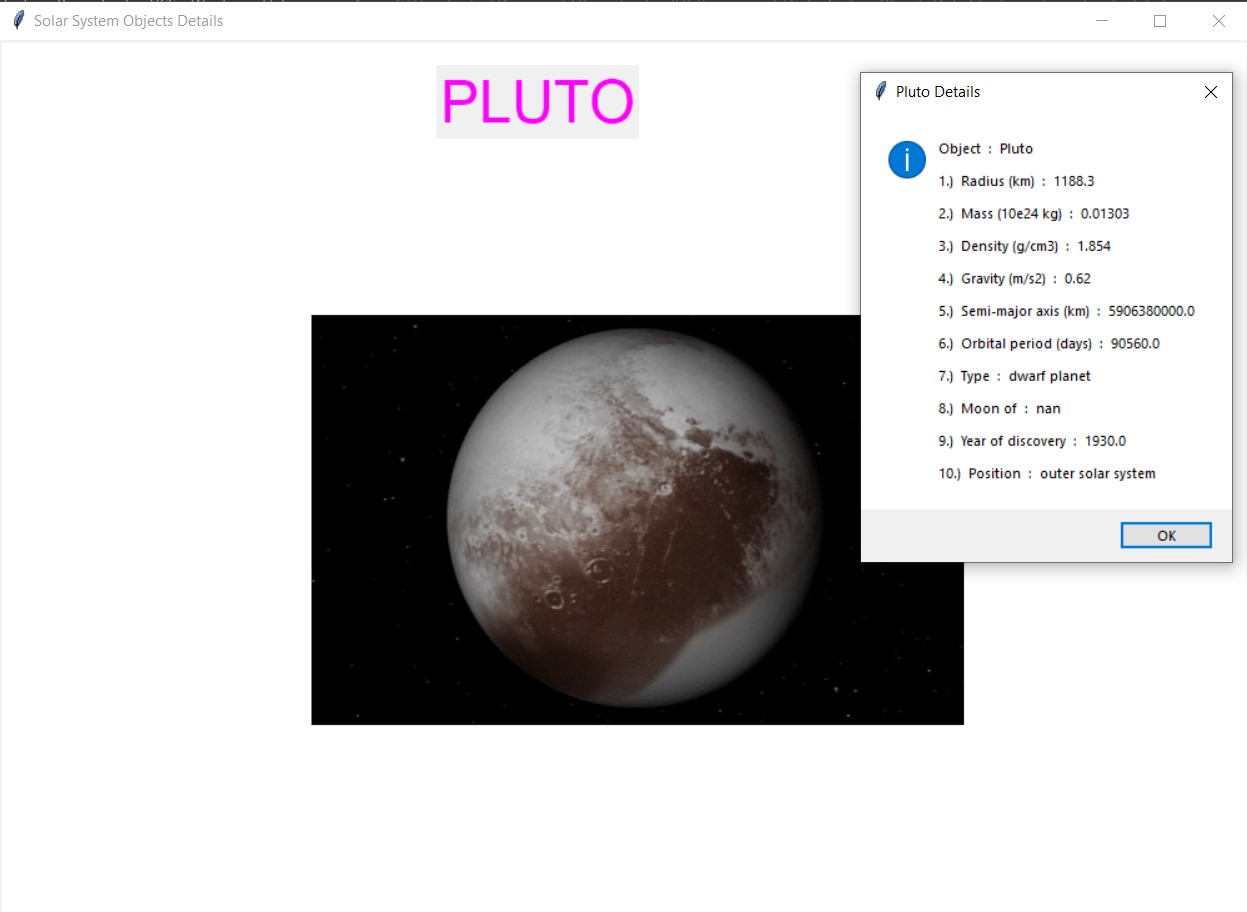 Solar System Objects Details
PLUTO
Pluto Details
Object : Pluto
1.) Radius (km) : 1188.3
2.) Mass (10e24 kg) : 0.01303
3.) Density (g/cm3) : 1.854
4.) Gravity (m/s2) : 0.62
5.) Semi-major axis (km) : 5906380000.0
6.) Orbital period (days) : 90560.0
7.) Type : dwarf planet
8.) Moon of : nan
9.) Year of discovery : 1930.0
10.) Position : outer solar system
OK